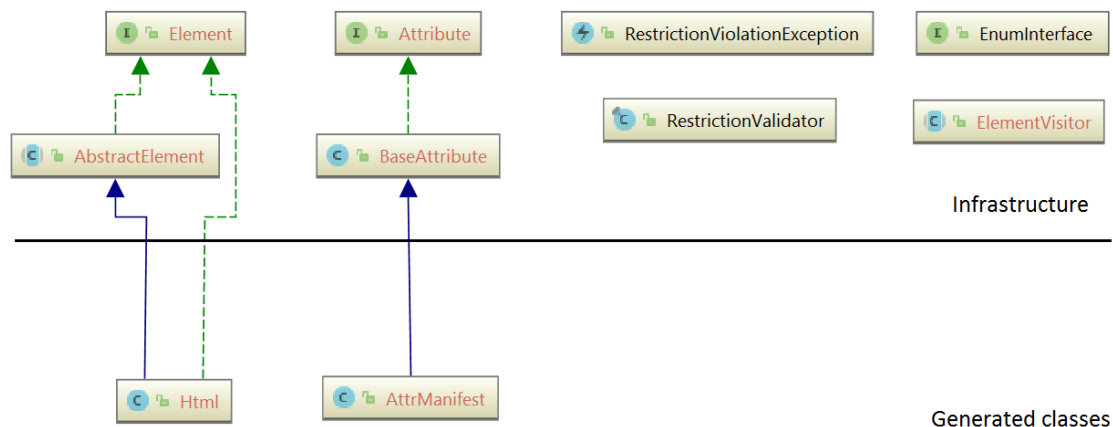 Element
Attribute
RestrictionViolationException
EnumInterface
RestrictionValidator
ElementVisitor
AbstractElement
BaseAttribute
Infrastructure
Html
AttrManifest
Generated classes